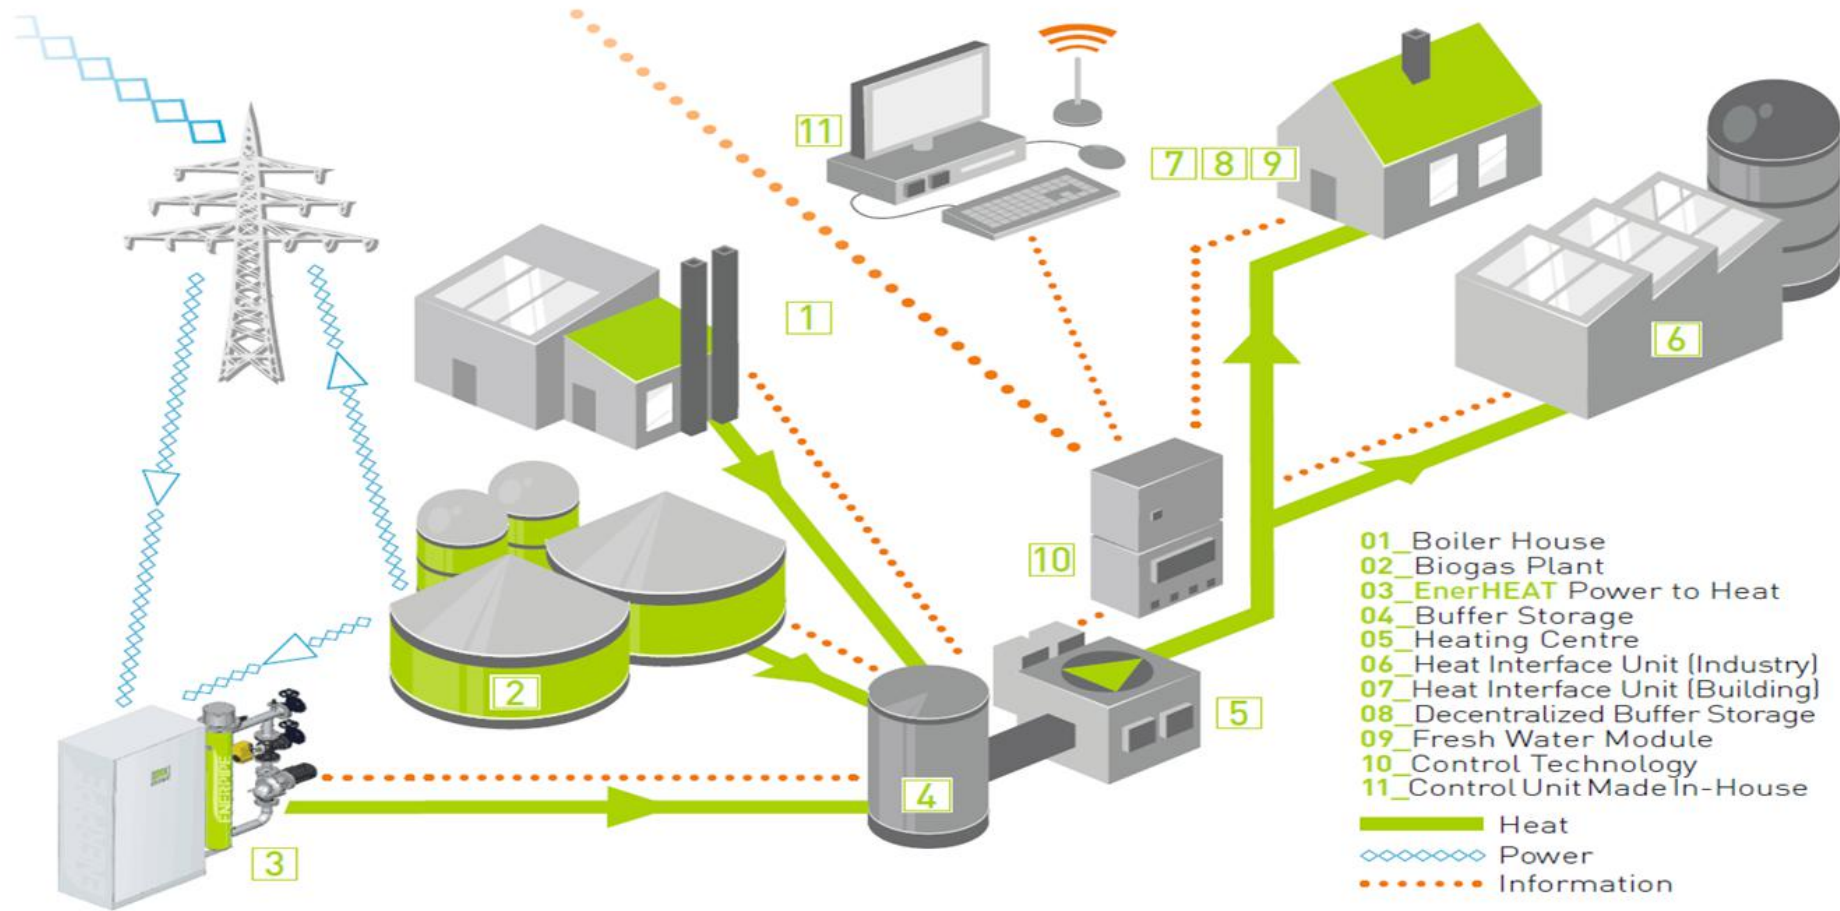 11
7 8 9
1
6
10
2
5
4
3
ENERPIPE
ENERPIPE
01_Boiler House
02_Biogas Plant
03_EnerHEAT Power to Heat
04_Buffer Storage
05_Heating Centre
06_Heat Interface Unit (Industry)
07_Heat Interface Unit (Building)
08_Decentralized Buffer Storage
09_Fresh Water Module
10_Control Technology
11_Control Unit Made In-House
Heat
Power
Information